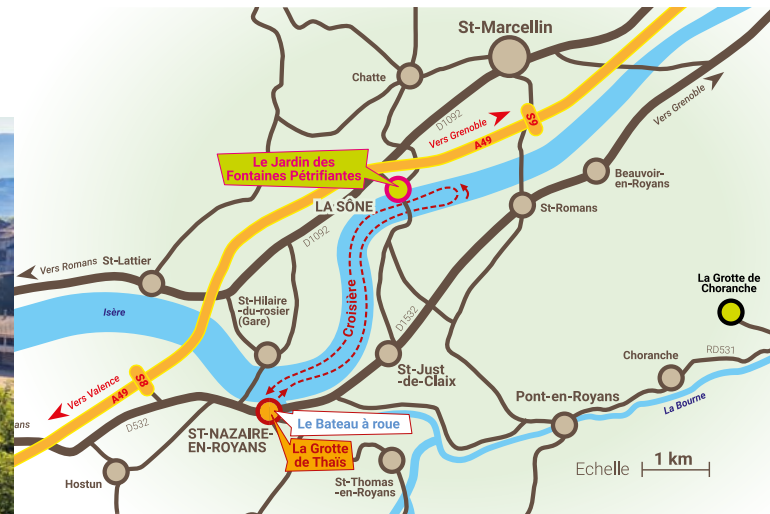 St-Marcellin
Chatte
D1092
Vers Grenoble
A49
S9
Vers Grenoble
Le Jardin des
Fontaines Pétrifiantes
LA SÔNE
Beauvoir
-en-Royans
St-Romans
D1092
Vers Romans
St-Lattier
La Grotte de
Choranche
Isère
St-Hilaire
-du-rosier
(Gare)
Croisière
D1532
RD531
Choranche
St-Just
-de-Claix
Vers Valence
A49
S8
Pont-en-Royans
La Bourne
D532
ans
ST-NAZAIRE-
EN-ROYANS
Le Bateau à roue
La Grotte
de Thaïs
Hostun
St-Thomas
-en-Royans
Echelle
1 km